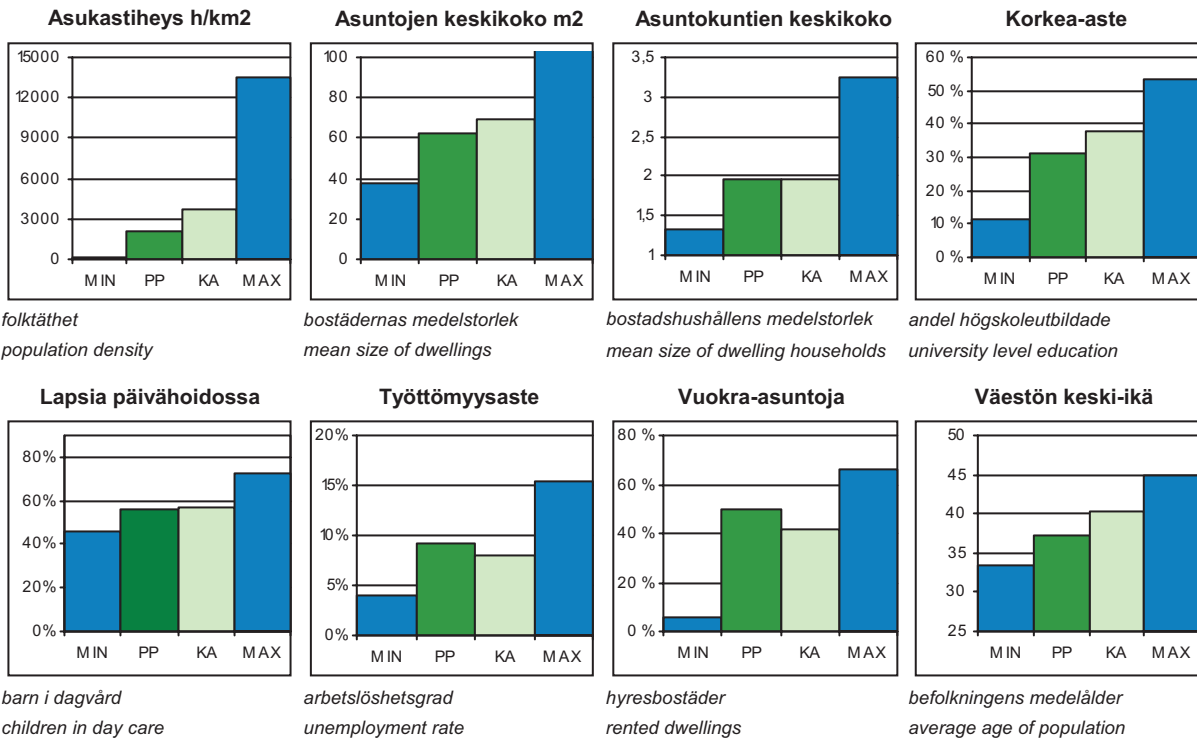 Asukastiheys h/km2
15000
12000
9000
6000
3000
0
MIN PP KA MAX
folktäthet
population density
Asuntojen keskikoko m2
100
80
60
40
20
0
MIN PP KA MAX
bostädernas medelstorlek
mean size of dwellings
Asuntokuntien keskikoko
3,5
3
2,5
2
1,5
1
MIN PP KA MAX
bostadshushållens medelstorlek
mean size of dwelling households
Korkea-aste
60 %
50 %
40 %
30 %
20 %
10 %
0 %
MIN PP KA MAX
andel högskoleutbildade
university level education
Lapsia päivähoidossa
80%
60%
40%
20%
0%
MIN PP KA MAX
barn i dagvård
children in day care
Työttömyysaste
20%
15%
10%
5%
0%
MIN PP KA MAX
arbetslöshetsgrad
unemployment rate
Vuokra-asuntoja
80 %
60 %
40 %
20 %
0 %
MIN PP KA MAX
hyresbostäder
rented dwellings
Väestön keski-ikä
50
45
40
35
30
25
MIN PP KA MAX
befolkningens medelålder
average age of population